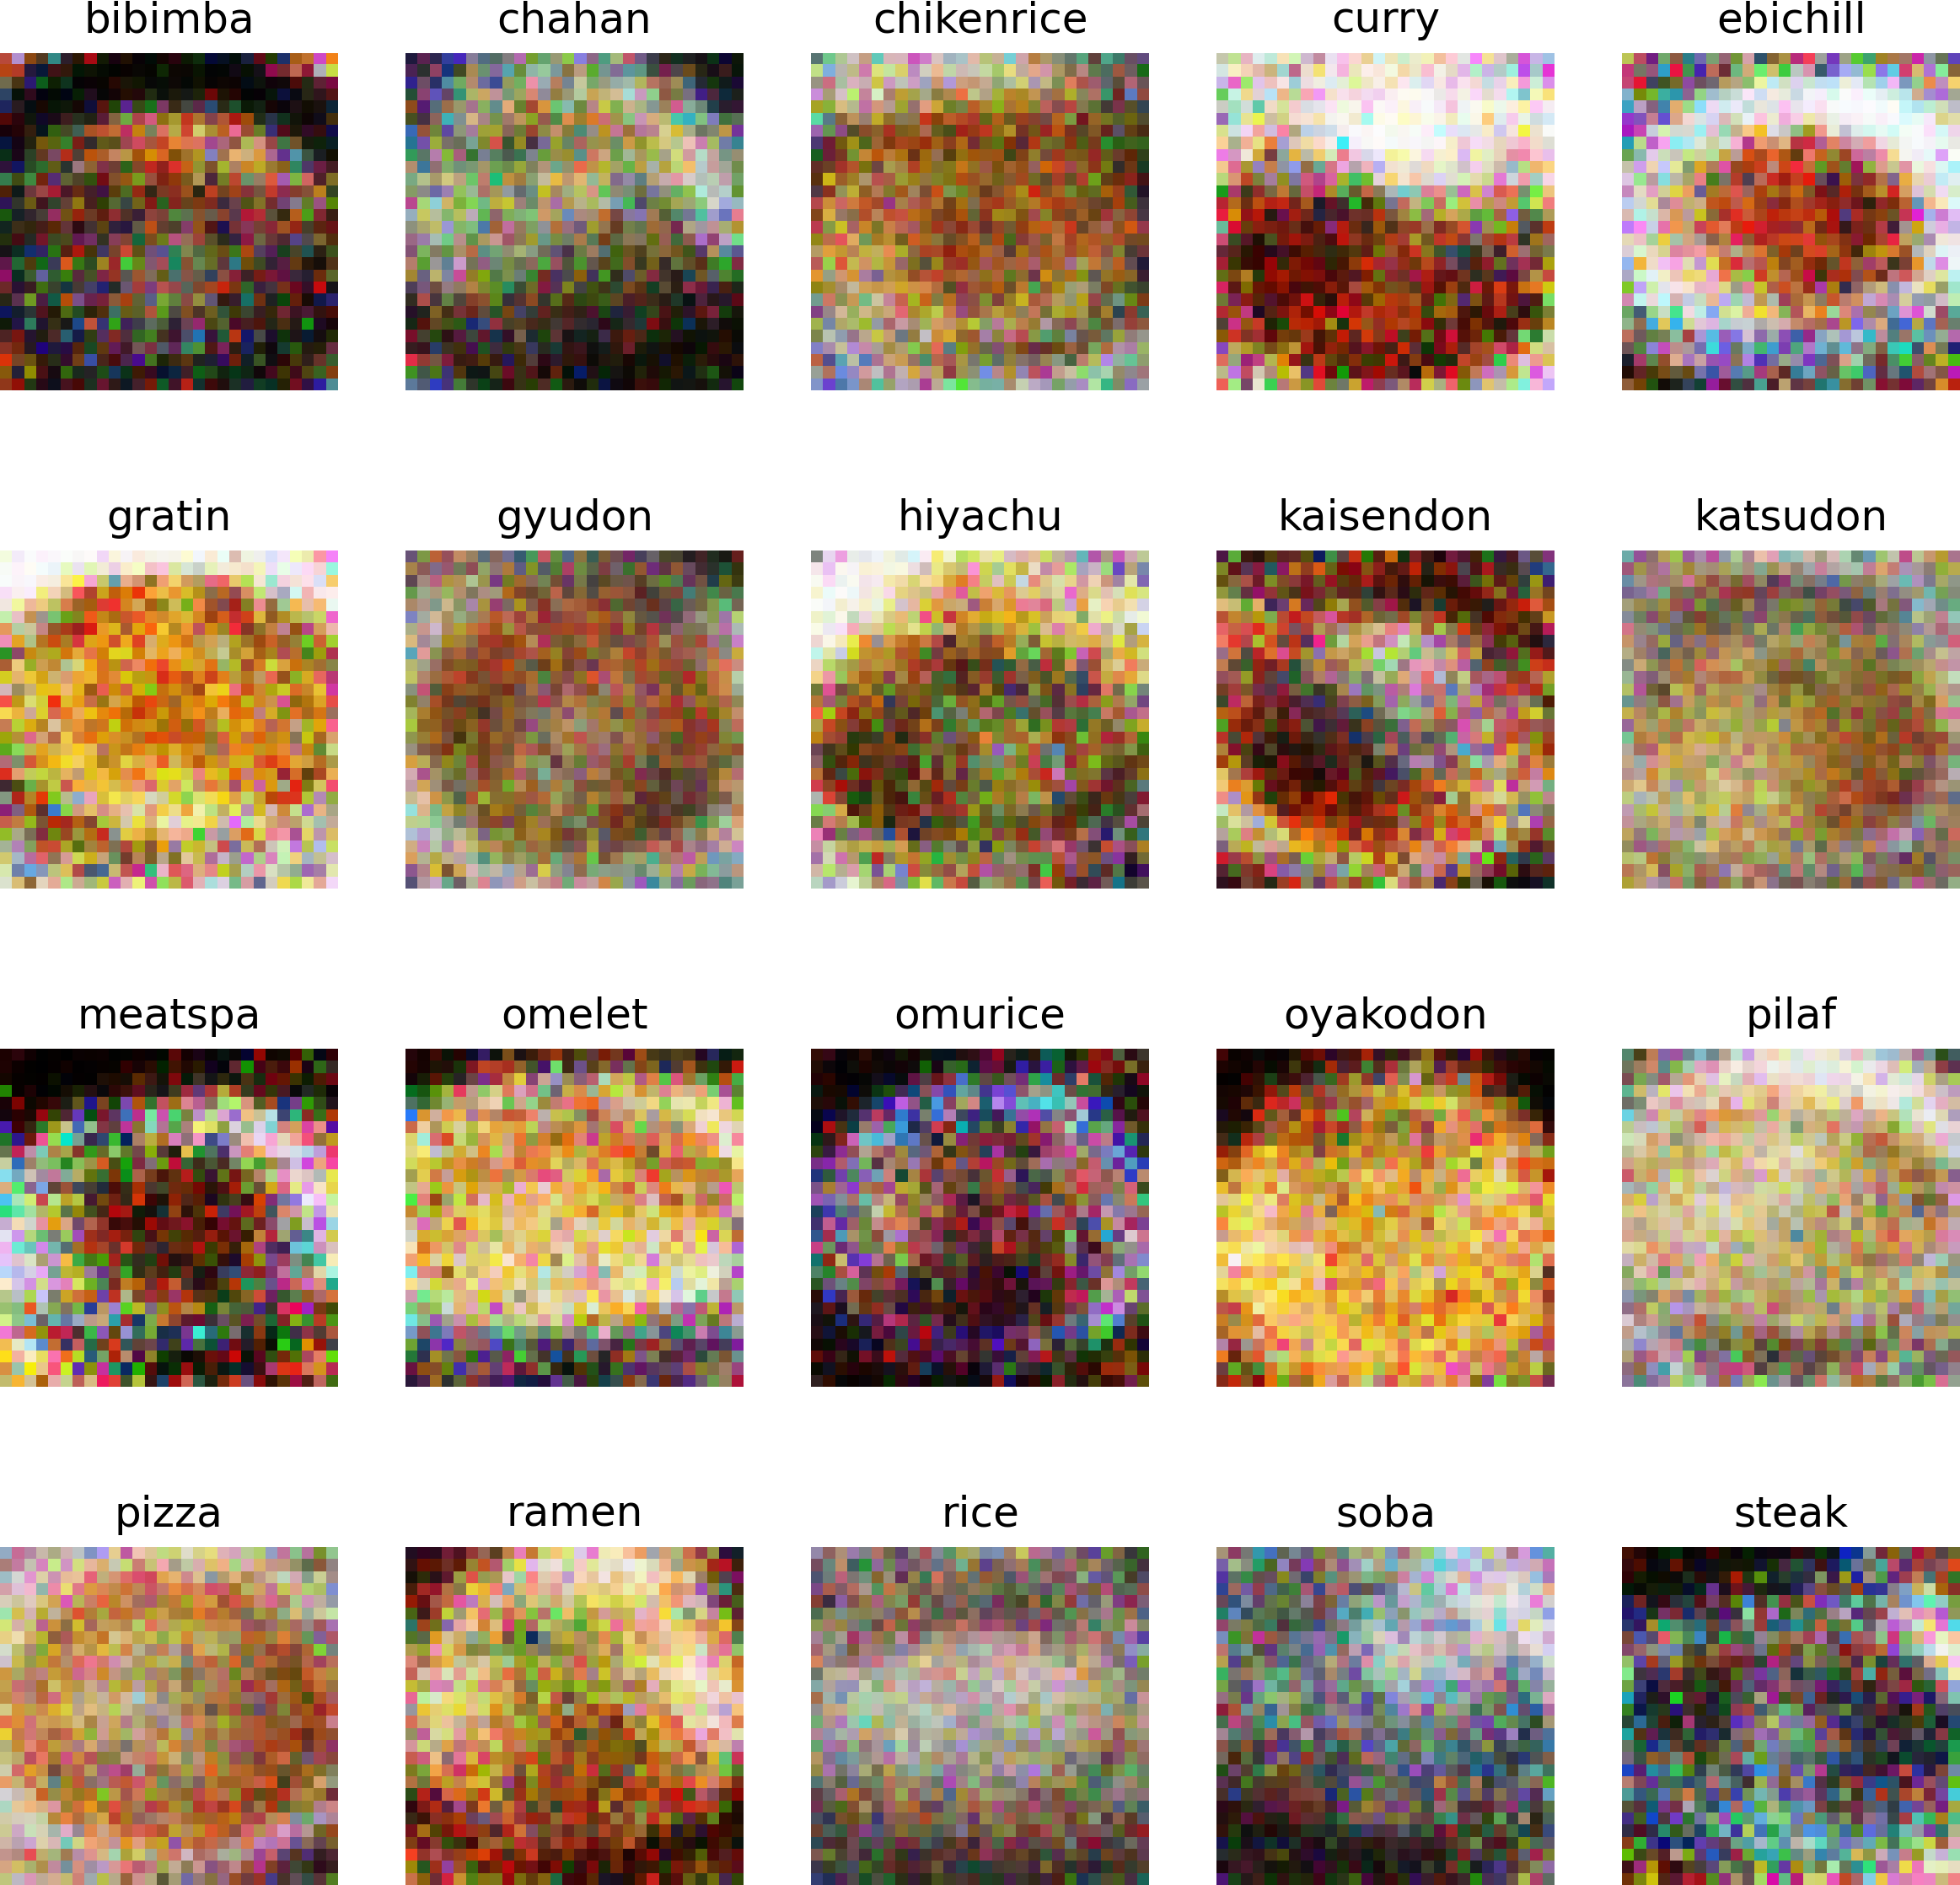 bibimba chahan chikenrice curry ebichill
gratin gyudon hiyachu kaisendon katsudon
meatspa omelet omurice oyakodon pilaf
pizza ramen rice soba steak